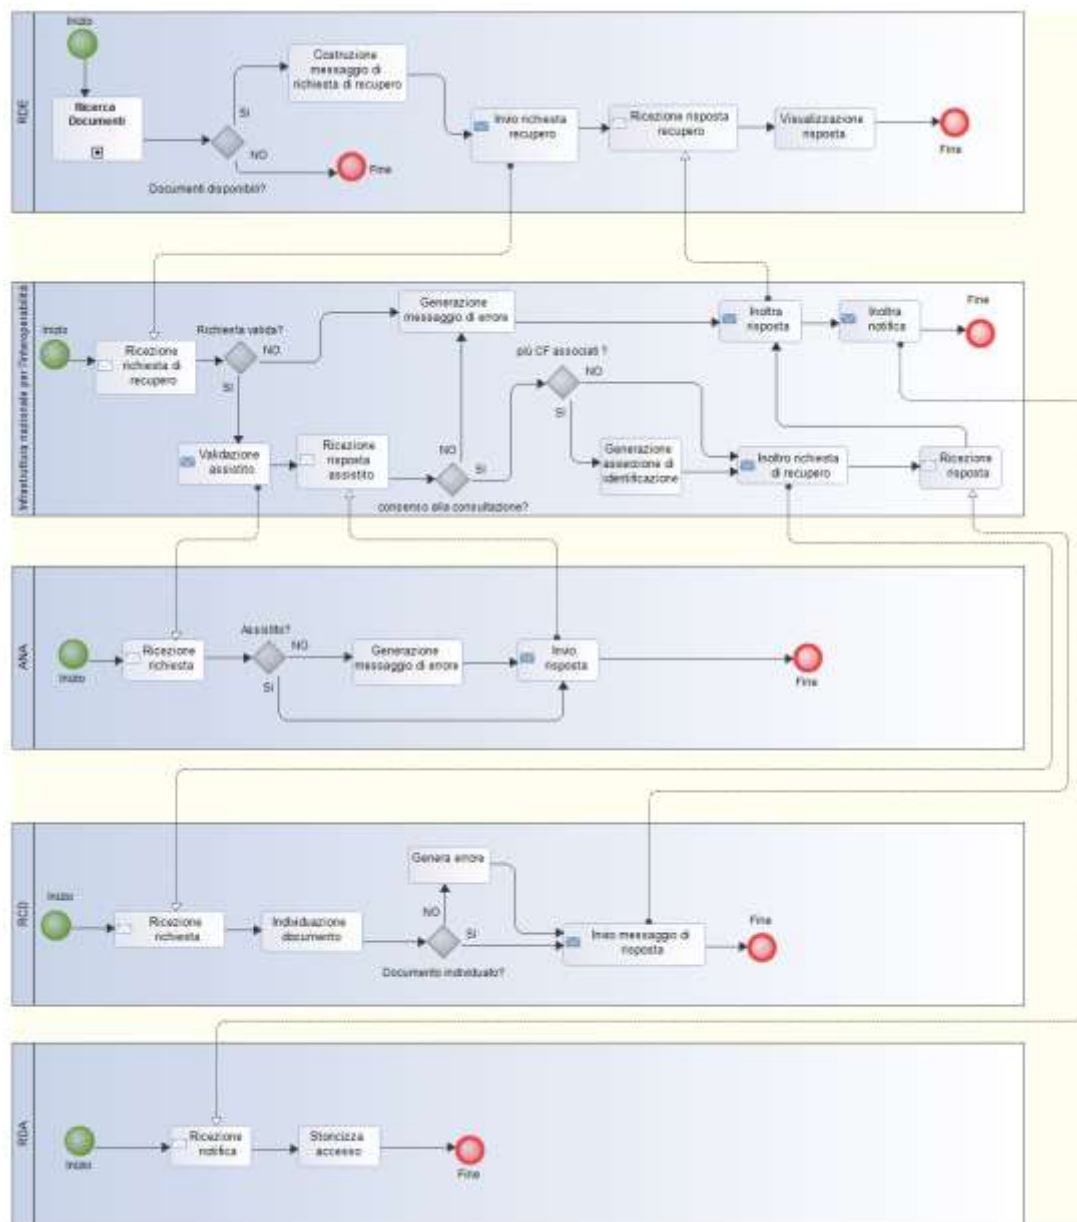 RDE
Inizio
Ricerca
Documenti
SI
NO
Documenti disponibili?
Costruzione
messaggio di
richiesta di recupero
Fine
Invio richiesta
recupero
Ricezione risposta
recupero
Visualizzazione
risposta
Fine
Infrastruttura nazionale per l'interoperabilità
Inizio
Ricezione
richiesta di
recupero
Richiesta valida?
NO
SI
Generazione
messaggio di errore
Validazione
assistito
Ricezione
risposta
assistito
NO
SI
consenso alla consultazione?
più CF associati ?
NO
SI
Generazione
asserzione di
identificazione
Inoltro richiesta
di recupero
Ricezione
risposta
Inoltra
risposta
Inoltra
notifica
Fine
ANA
Inizio
Ricezione
richiesta
Assistito?
NO
SI
Generazione
messaggio di errore
Invio
risposta
Fine
RCD
Inizio
Ricezione
richiesta
Individuazione
documento
Genera errore
NO
SI
Documento individuato?
Invio messaggio di
risposta
Fine
RDA
Inizio
Ricezione
notifica
Storicizza
accesso
Fine